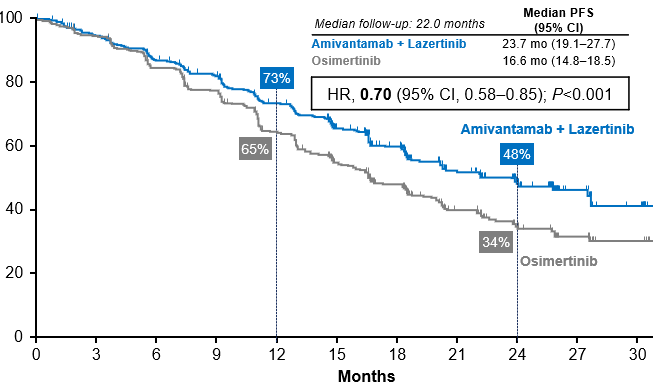 Median PFS
Median follow-up: 22.0 months
(95% CI)
Amivantamab + Lazertinib 23.7 mo (19.1–27.7)
Osimertinib 16.6 mo (14.8–18.5)
HR, 0.70 (95% CI, 0.58–0.85); P<0.001
100
80
60
40
20
0
73%
65%
Amivantamab + Lazertinib
48%
34%
Osimertinib
0 3 6 9 12 15 18 21 24 27 30
Months